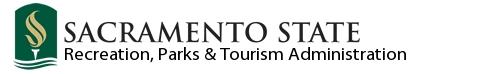 SACRAMENTO STATE
Recreation, Parks & Tourism Administration